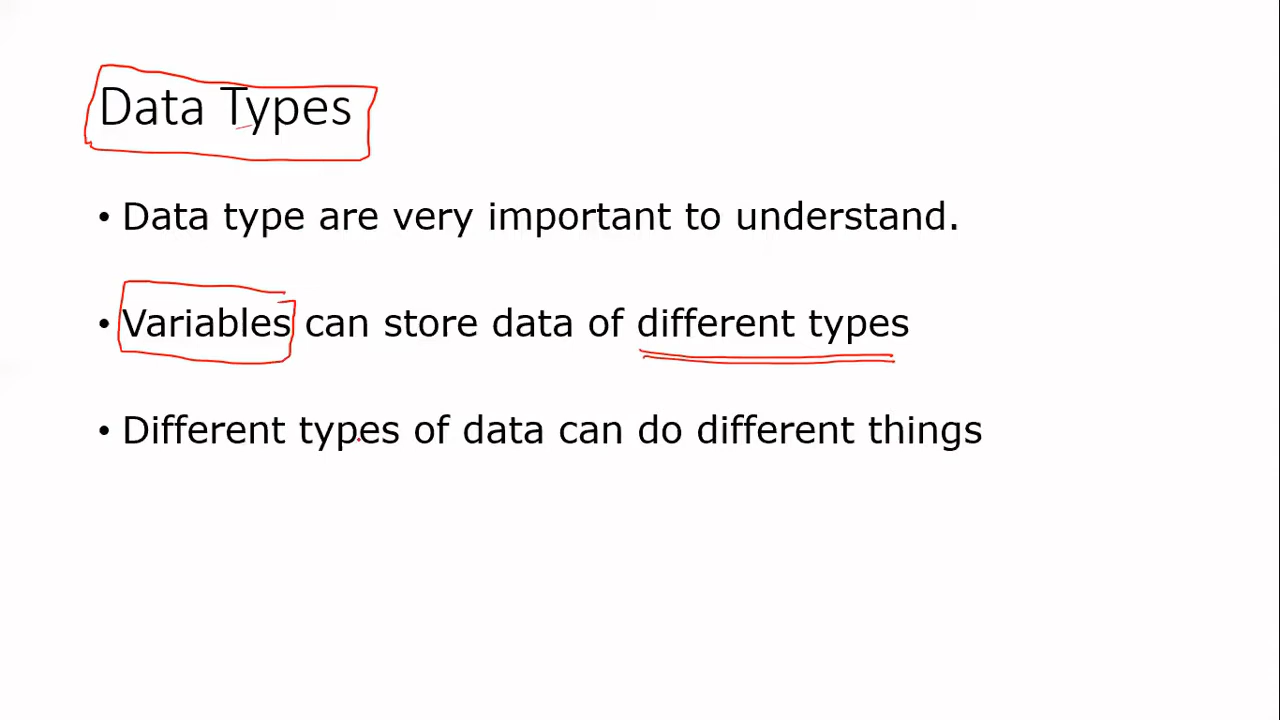 Data Types
• Data type are very important to understand.
• Variables can store data of different types
• Different types of data can do different things